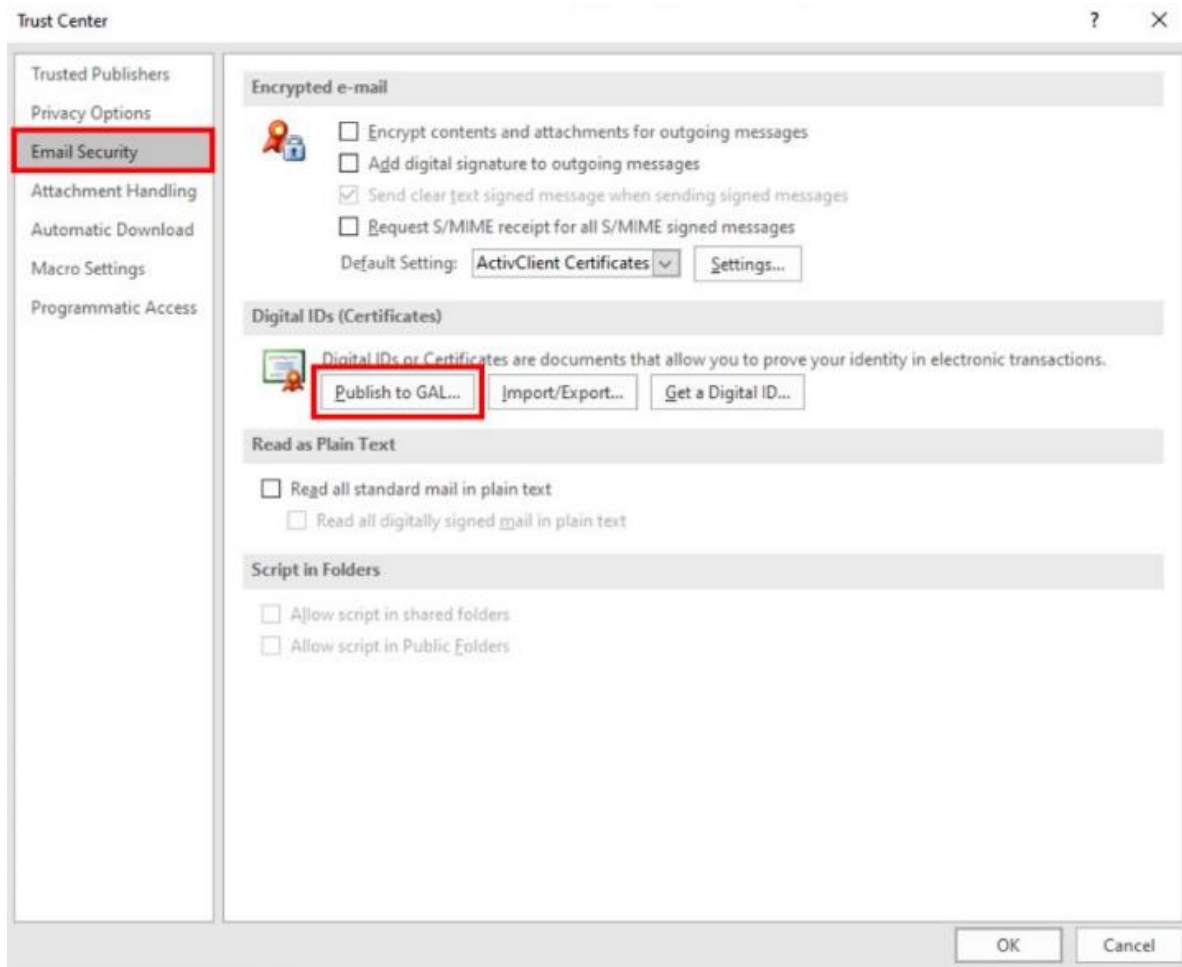 Trust Center
?
Trusted Publishers
Privacy Options
Email Security
Attachment Handling
Automatic Download
Macro Settings
Programmatic Access
Encrypted e-mail
Encrypt contents and attachments for outgoing messages
Add digital signature to outgoing messages
Send clear text signed message when sending signed messages
Request S/MIME receipt for all S/MIME signed messages
Default Setting: ActivClient Certificates Settings...
Digital IDs (Certificates)
Digital IDs or Certificates are documents that allow you to prove your identity in electronic transactions.
Publish to GAL... Import/Export... Get a Digital ID...
Read as Plain Text
Read all standard mail in plain text
Read all digitally signed mail in plain text
Script in Folders
Allow script in shared folders
Allow script in Public Folders
OK Cancel